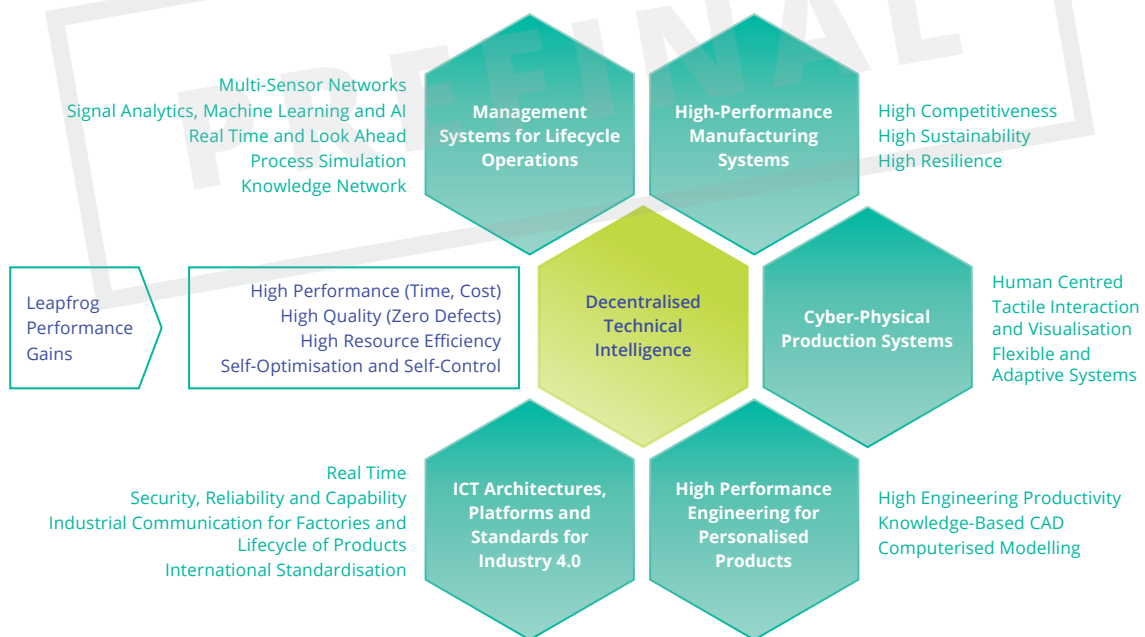 PREFINAL
Multi-Sensor Networks
Signal Analytics, Machine Learning and AI
Real Time and Look Ahead
Process Simulation
Knowledge Network
Management
Systems for Lifecycle
Operations
High-Performance
Manufacturing
Systems
High Competitiveness
High Sustainability
High Resilience
Leapfrog
Performance
Gains
High Performance (Time, Cost)
High Quality (Zero Defects)
High Resource Efficiency
Self-Optimisation and Self-Control
Decentralised
Technical
Intelligence
Cyber-Physical
Production Systems
Human Centred
Tactile Interaction
and Visualisation
Flexible and
Adaptive Systems
Real Time
Security, Reliability and Capability
Industrial Communication for Factories and
Lifecycle of Products
International Standardisation
ICT Architectures,
Platforms and
Standards for
Industry 4.0
High Performance
Engineering for
Personalised
Products
High Engineering Productivity
Knowledge-Based CAD
Computerised Modelling